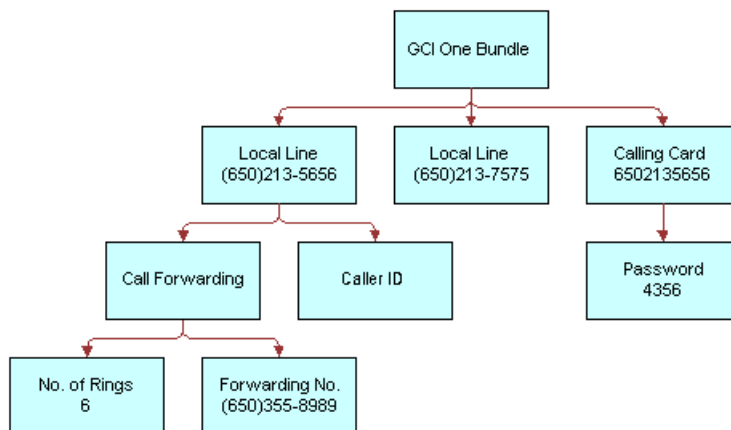 GCI One Bundle
Local Line
(650)213-5656
Local Line
(650)213-7575
Calling Card
6502135656
Call Forwarding
Caller ID
Password
4356
No. of Rings
6
Forwarding No.
(650)355-8989